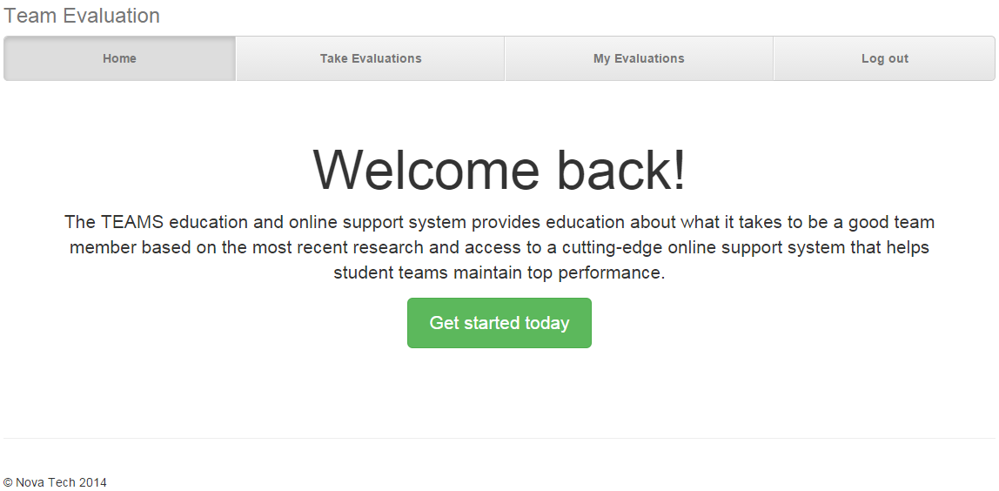 Team Evaluation
Home
Take Evaluations
My Evaluations
Log out
Welcome back!
The TEAMS education and online support system provides education about what it takes to be a good team
member based on the most recent research and access to a cutting-edge online support system that helps
student teams maintain top performance.
Get started today
© Nova Tech 2014